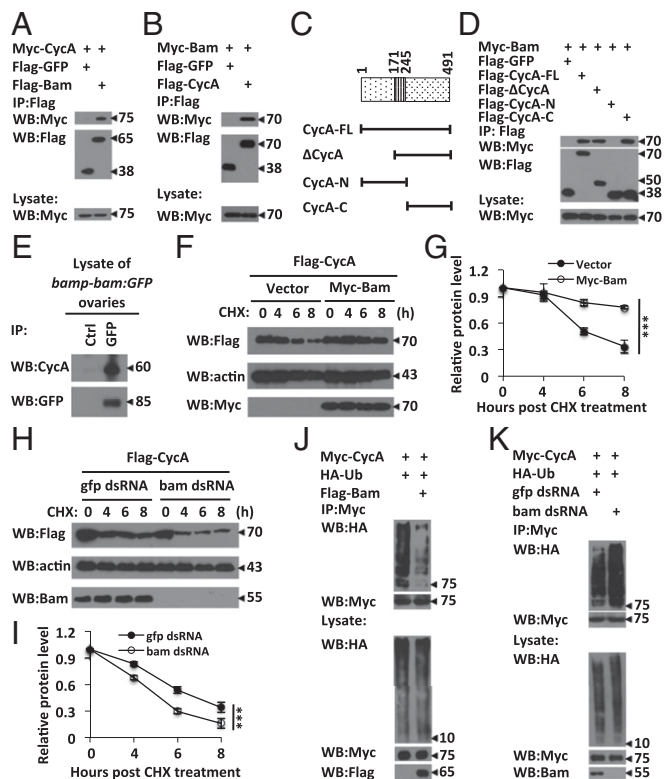 A
Myc-CycA + +
Flag-GFP +
Flag-Bam +
IP:Flag
WB:Myc 75
WB:Flag 65
38
Lysate:
WB:Myc 75
B
Myc-Bam + +
Flag-GFP +
Flag-CycA +
IP:Flag
WB:Myc 70
WB:Flag 70
38
Lysate:
WB:Myc 70
C
1 171 245 491
CycA-FL
ΔCycA
CycA-N
CycA-C
D
Myc-Bam + + + + +
Flag-GFP +
Flag-CycA-FL +
Flag-ΔCycA +
Flag-CycA-N +
Flag-CycA-C +
IP: Flag
WB:Myc 70
WB:Flag 70
50
38
Lysate:
WB:Myc 70
E
Lysate of
bamp-bam:GFP
ovaries
IP: Ctrl GFP
WB:CycA 60
WB:GFP 85
F
Flag-CycA
Vector Myc-Bam
CHX: 0 4 6 8 0 4 6 8 (h)
WB:Flag 70
WB:actin 43
WB:Myc 70
G
Vector
Myc-Bam
Relative protein level
1.2
0.9
0.6
0.3
0
0 4 6 8
***
Hours post CHX treatment
H
Flag-CycA
gfp dsRNA bam dsRNA
CHX: 0 4 6 8 0 4 6 8 (h)
WB:Flag 70
WB:actin 43
WB:Bam 55
I
gfp dsRNA
bam dsRNA
Relative protein level
1.2
0.9
0.6
0.3
0
0 4 6 8
***
Hours post CHX treatment
J
Myc-CycA + +
HA-Ub + +
Flag-Bam +
IP:Myc
WB:HA
75
WB:Myc 75
Lysate:
WB:HA
10
WB:Myc 75
WB:Flag 65
K
Myc-CycA + +
HA-Ub + +
gfp dsRNA +
bam dsRNA +
IP:Myc
WB:HA
75
WB:Myc 75
Lysate:
WB:HA
10
WB:Myc 75
WB:Bam 55